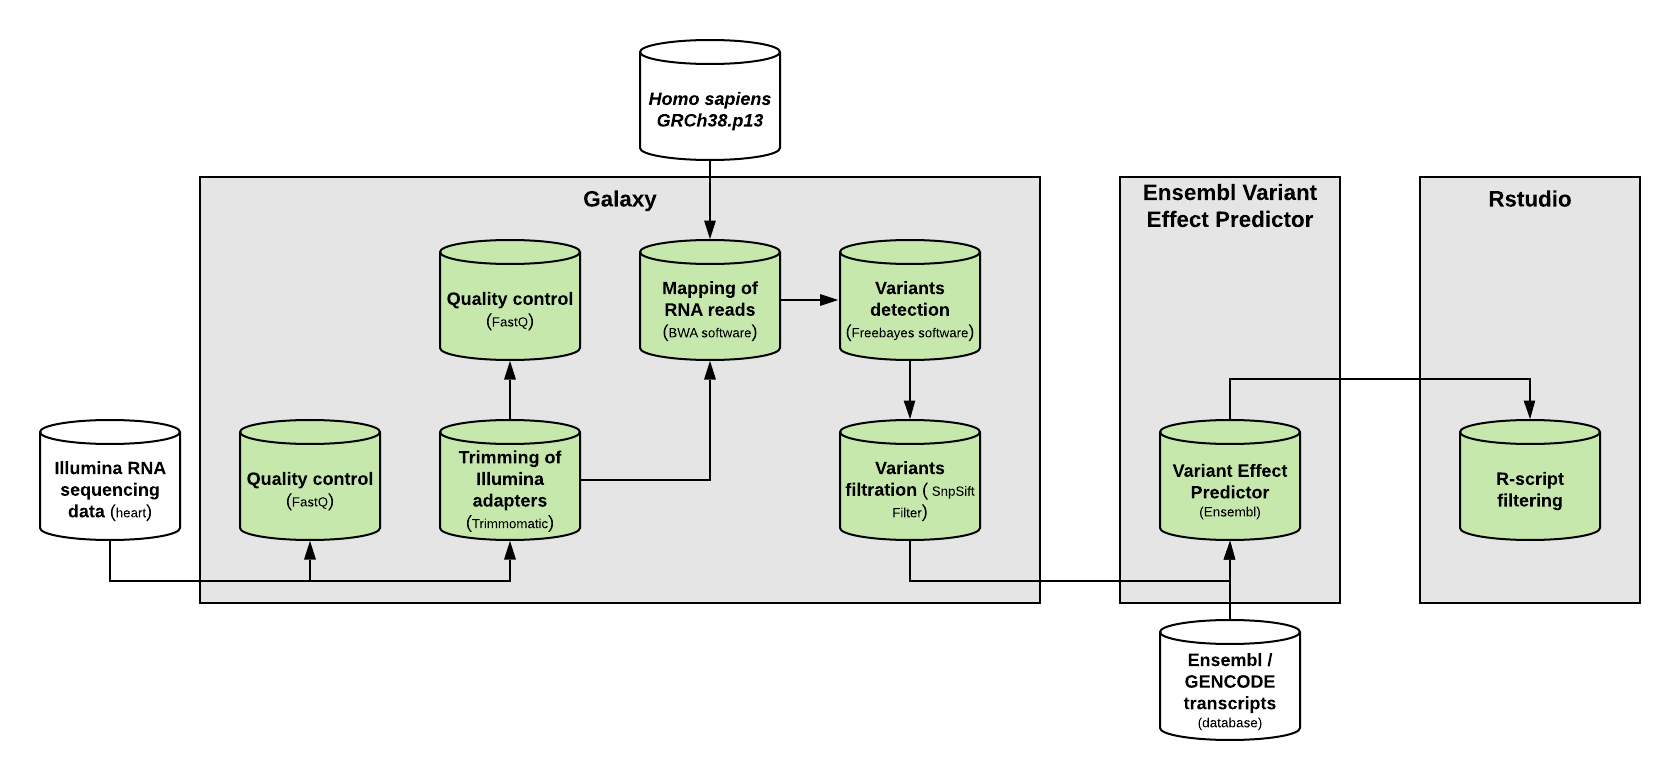 Homo sapiens
GRCh38.p13
Galaxy
Ensembl Variant
Effect Predictor
Rstudio
Quality control
(FastQ)
Mapping of
RNA reads
(BWA software)
Variants
detection
(Freebayes software)
Illumina RNA
sequencing
data (heart)
Quality control
(FastQ)
Trimming of
Illumina
adapters
(Trimmomatic)
Variants
filtration ( SnpSift
Filter)
Variant Effect
Predictor
(Ensembl)
R-script
filtering
Ensembl /
GENCODE
transcripts
(database)